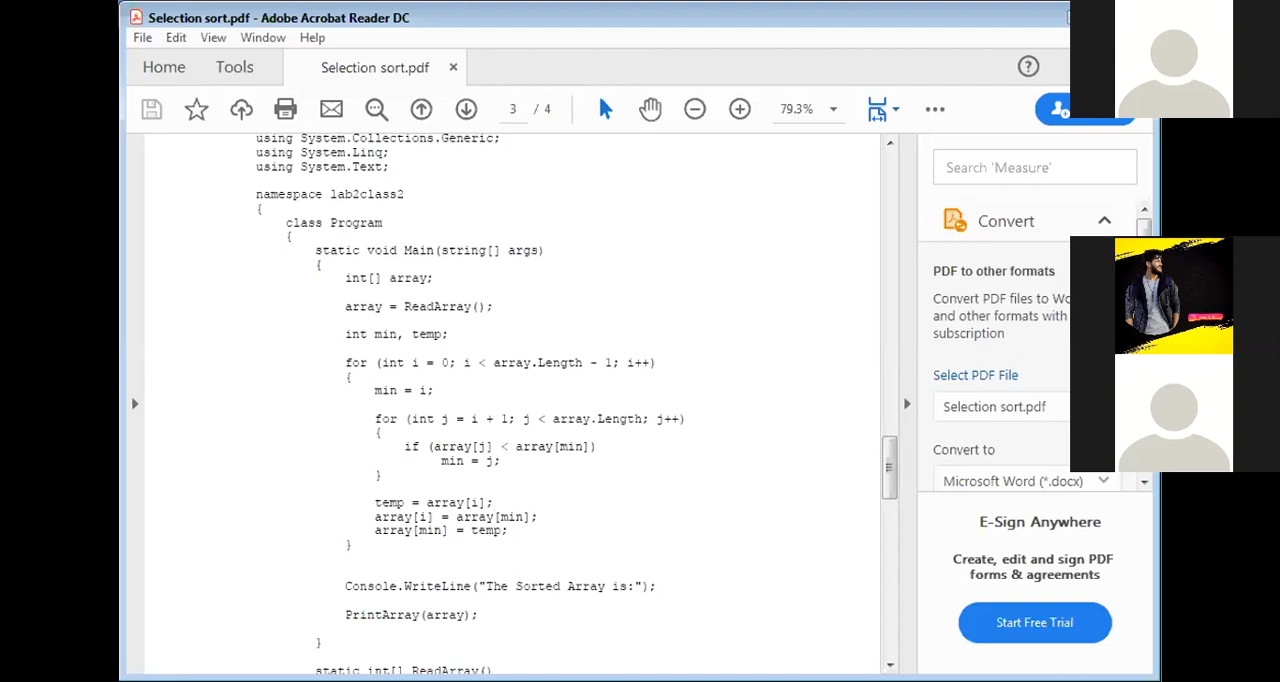 Selection sort.pdf - Adobe Acrobat Reader DC
File Edit View Window Help
Home Tools Selection sort.pdf ×
3 / 4 79.3%
using System.Collections.Generic;
using System.Linq;
using System.Text;
namespace lab2class2
{
class Program
{
static void Main(string[] args)
{
int[] array;
array = ReadArray();
int min, temp;
for (int i = 0; i < array.Length - 1; i++)
{
min = i;
for (int j = i + 1; j < array.Length; j++)
{
if (array[j] < array[min])
min = j;
}
temp = array[i];
array[i] = array[min];
array[min] = temp;
}
Console.WriteLine("The Sorted Array is:");
PrintArray(array);
}
static int[] ReadArray()
Search 'Measure'
Convert
PDF to other formats
Convert PDF files to Wo
and other formats with
subscription
Select PDF File
Selection sort.pdf
Convert to
Microsoft Word (*.docx)
E-Sign Anywhere
Create, edit and sign PDF
forms & agreements
Start Free Trial